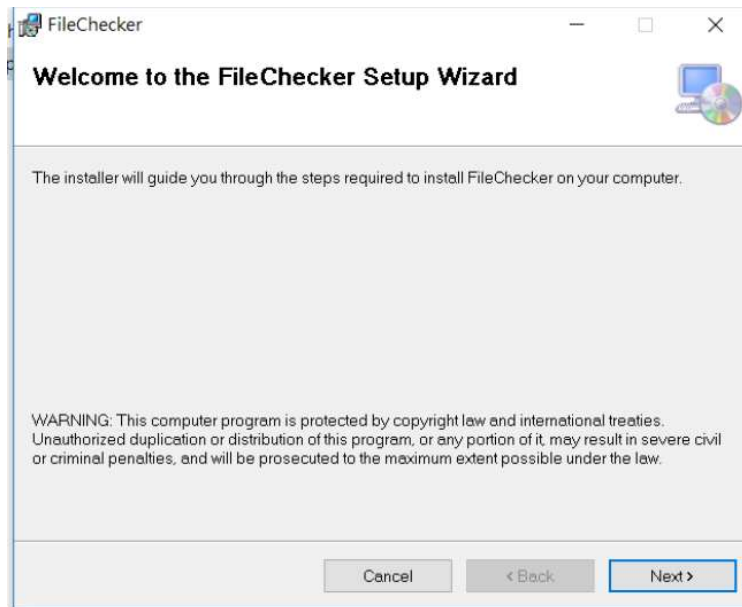 FileChecker
Welcome to the FileChecker Setup Wizard
The installer will guide you through the steps required to install FileChecker on your computer.
WARNING: This computer program is protected by copyright law and international treaties.
Unauthorized duplication or distribution of this program, or any portion of it, may result in severe civil
or criminal penalties, and will be prosecuted to the maximum extent possible under the law.
Cancel
< Back
Next >